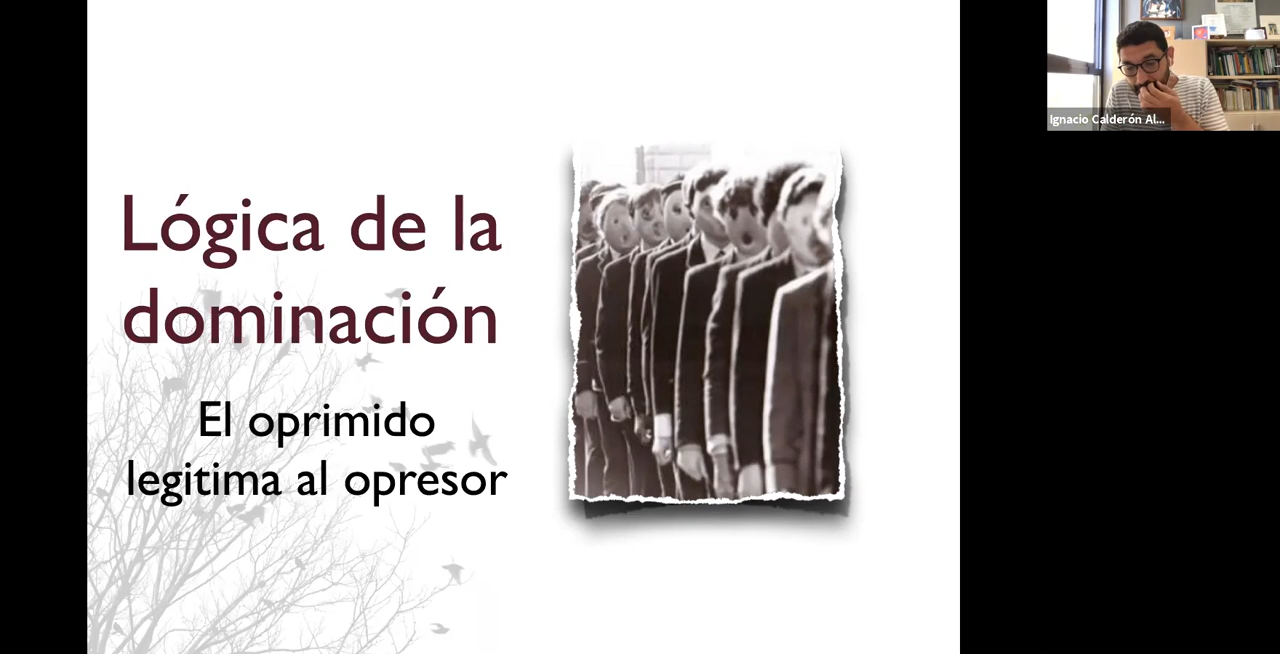 Lógica de la
dominación
El oprimido
legitima al opresor
Ignacio Calderón Al...